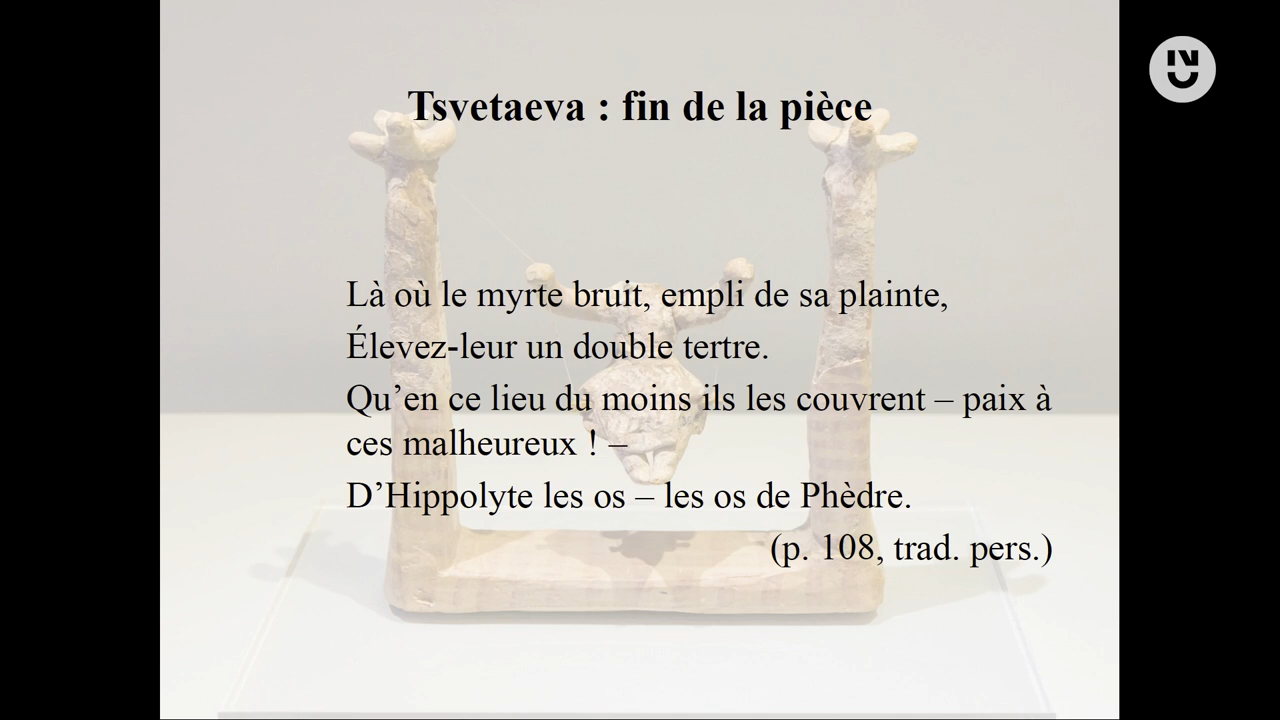 Tsvetaeva : fin de la pièce
Là où le myrte bruit, empli de sa plainte,
Élevez-leur un double tertre.
Qu’en ce lieu du moins ils les couvrent – paix à
ces malheureux ! –
D’Hippolyte les os – les os de Phèdre.
(p. 108, trad. pers.)